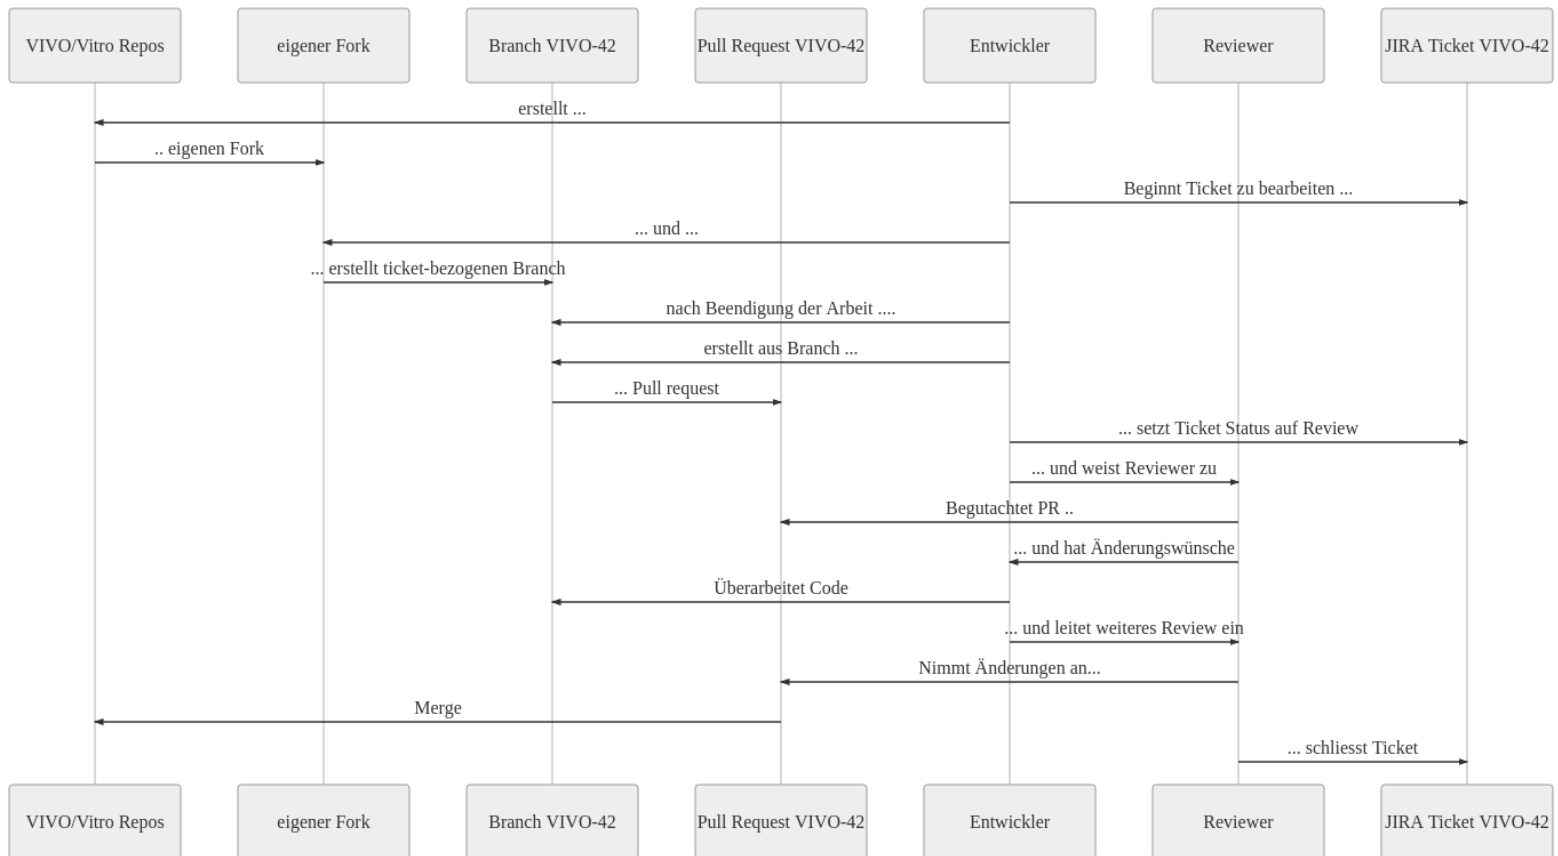 VIVO/Vitro Repos
eigener Fork
Branch VIVO-42
Pull Request VIVO-42
Entwickler
Reviewer
JIRA Ticket VIVO-42
erstellt ...
.. eigenen Fork
Beginnt Ticket zu bearbeiten ...
... und ...
... erstellt ticket-bezogenen Branch
nach Beendigung der Arbeit ....
erstellt aus Branch ...
... Pull request
... setzt Ticket Status auf Review
... und weist Reviewer zu
Begutachtet PR ..
... und hat Änderungswünsche
Überarbeitet Code
... und leitet weiteres Review ein
Nimmt Änderungen an...
Merge
... schliesst Ticket
VIVO/Vitro Repos
eigener Fork
Branch VIVO-42
Pull Request VIVO-42
Entwickler
Reviewer
JIRA Ticket VIVO-42